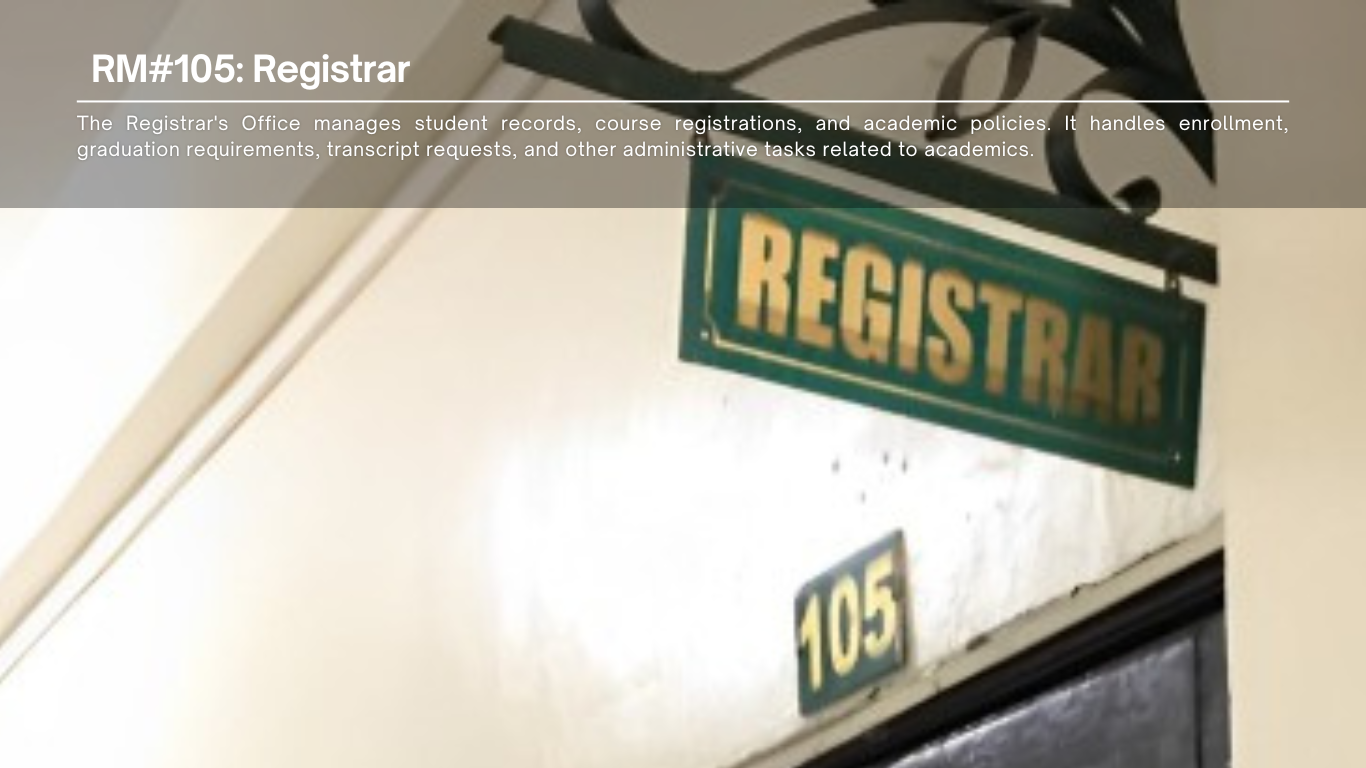 RM#105: Registrar
The Registrar's Office manages student records, course registrations, and academic policies. It handles enrollment,
graduation requirements, transcript requests, and other administrative tasks related to academics.
REGISTRAR
105